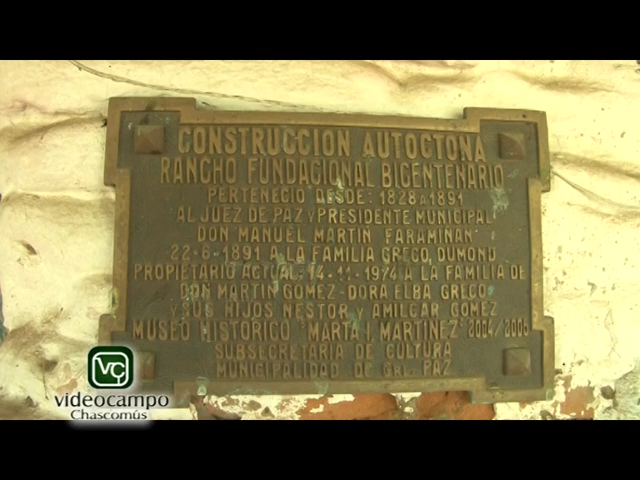 CONSTRUCCION AUTOCTONA
RANCHO FUNDACIONAL BICENTENARIO
PERTENECIO DESDE: 1828 A 1891
AL JUEZ DE PAZ Y PRESIDENTE MUNICIPAL
DON MANUEL MARTIN FARAMIÑAN
22-6-1891 A LA FAMILIA GRECO, DUMOND
PROPIETARIO ACTUAL: 14-11-1974 A LA FAMILIA DE
DON MARTIN GOMEZ-DORA ELBA GRECO
Y SUS HIJOS NESTOR Y AMILCAR GOMEZ
MUSEO HISTORICO "MARTA I. MARTINEZ" 2004/2005
SUBSECRETARIA DE CULTURA
MUNICIPALIDAD DE GRL. PAZ
VC
videocampo
Chascomús